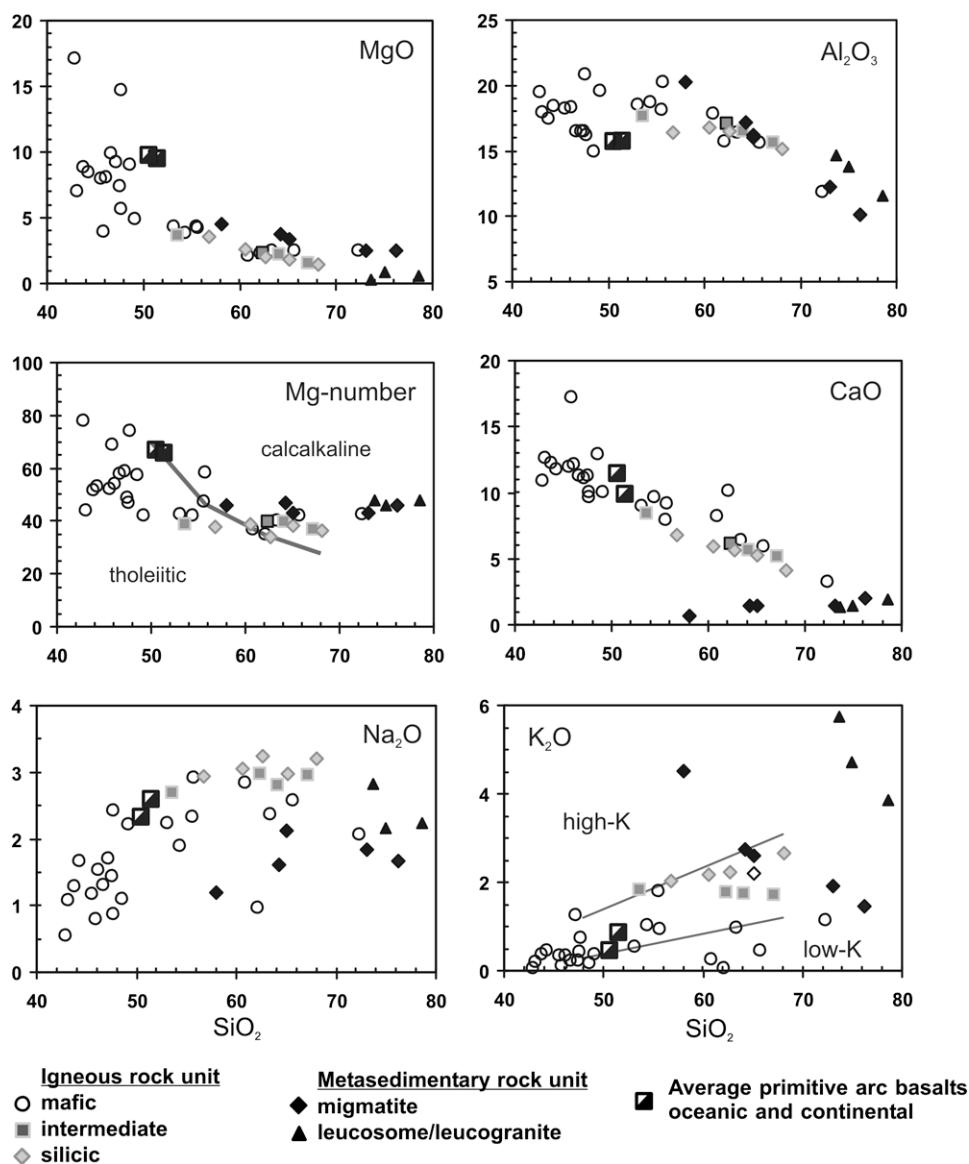 MgO
20
15
10
5
0
40 50 60 70 80
Al₂O₃
25
20
15
10
5
40 50 60 70 80
Mg-number
calcalkaline
tholeiitic
100
80
60
40
20
0
40 50 60 70 80
CaO
20
15
10
5
0
40 50 60 70 80
Na₂O
4
3
2
1
0
40 50 60 70 80
SiO₂
K₂O
high-K
low-K
6
4
2
0
40 50 60 70 80
SiO₂
Igneous rock unit
mafic
intermediate
silicic
Metasedimentary rock unit
migmatite
leucosome/leucogranite
Average primitive arc basalts
oceanic and continental